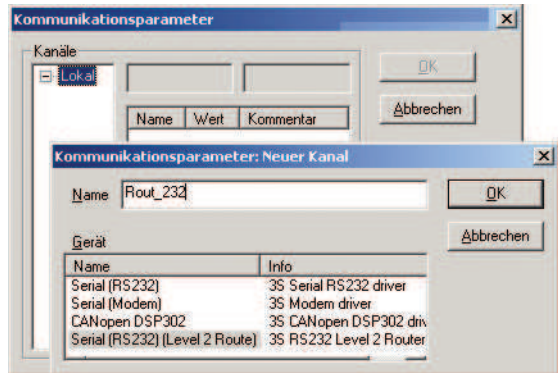 Kommunikationsparameter
Kanäle
Lokal
OK
Abbrechen
Name Wert Kommentar
Kommunikationsparameter: Neuer Kanal
Name Rout_232
OK
Abbrechen
Gerät
Name Info
Serial (RS232) 3S Serial RS232 driver
Serial (Modem) 3S Modem driver
CANopen DSP302 3S CANopen DSP302 driv
Serial (RS232) (Level 2 Route) 3S RS232 Level 2 Router